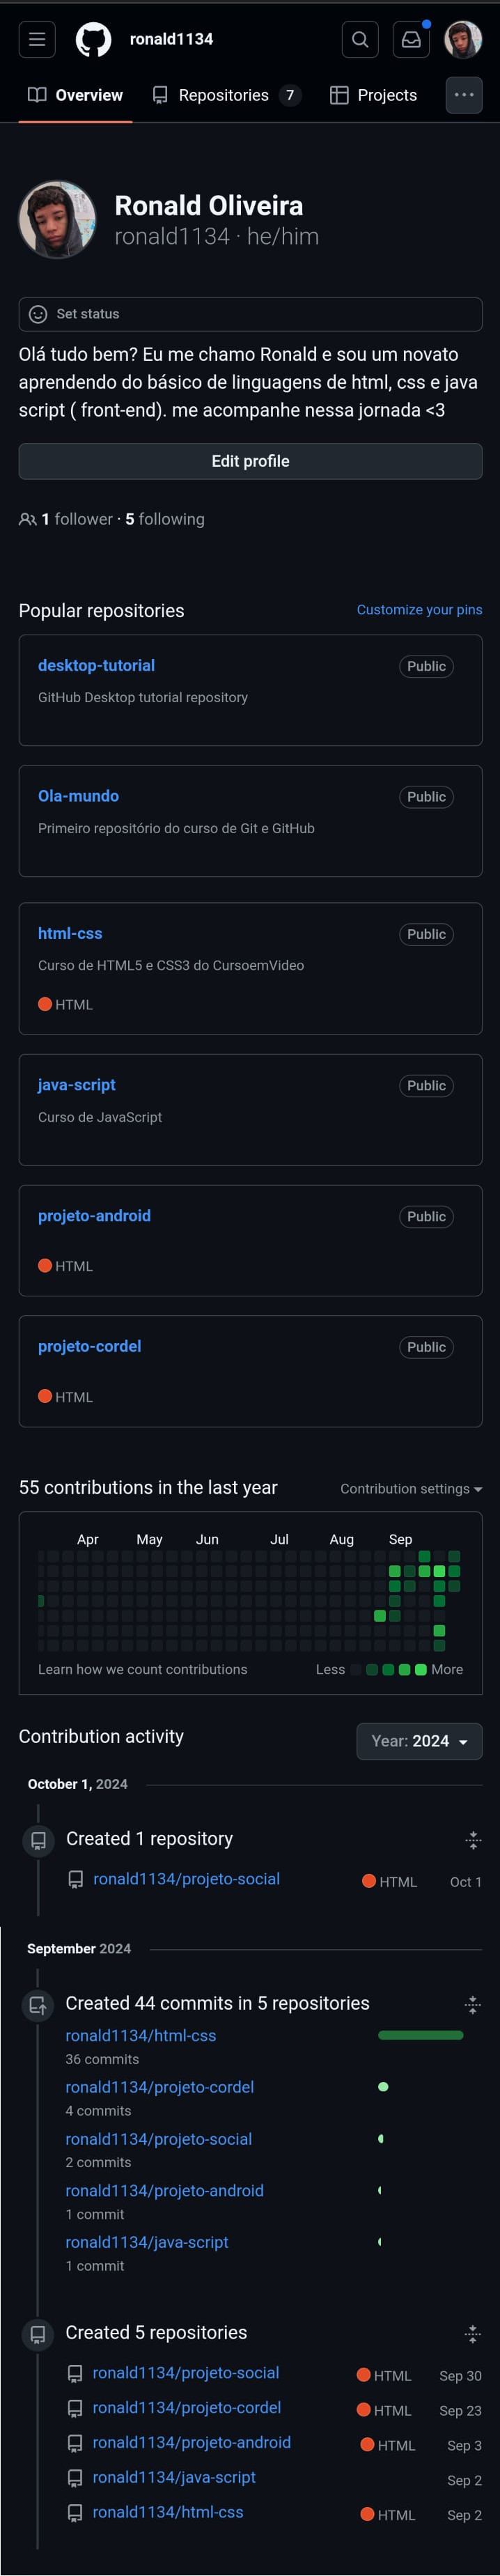 ronald1134
Overview Repositories 7 Projects
Ronald Oliveira
ronald1134 · he/him
Set status
Olá tudo bem? Eu me chamo Ronald e sou um novato
aprendendo do básico de linguagens de html, css e java
script ( front-end). me acompanhe nessa jornada <3
Edit profile
1 follower · 5 following
Popular repositories Customize your pins
desktop-tutorial Public
GitHub Desktop tutorial repository
Ola-mundo Public
Primeiro repositório do curso de Git e GitHub
html-css Public
Curso de HTML5 e CSS3 do CursoemVideo
HTML
java-script Public
Curso de JavaScript
projeto-android Public
HTML
projeto-cordel Public
HTML
55 contributions in the last year Contribution settings
Apr May Jun Jul Aug Sep
Learn how we count contributions Less More
Contribution activity Year: 2024
October 1, 2024
Created 1 repository
ronald1134/projeto-social HTML Oct 1
September 2024
Created 44 commits in 5 repositories
ronald1134/html-css
36 commits
ronald1134/projeto-cordel
4 commits
ronald1134/projeto-social
2 commits
ronald1134/projeto-android
1 commit
ronald1134/java-script
1 commit
Created 5 repositories
ronald1134/projeto-social HTML Sep 30
ronald1134/projeto-cordel HTML Sep 23
ronald1134/projeto-android HTML Sep 3
ronald1134/java-script Sep 2
ronald1134/html-css HTML Sep 2